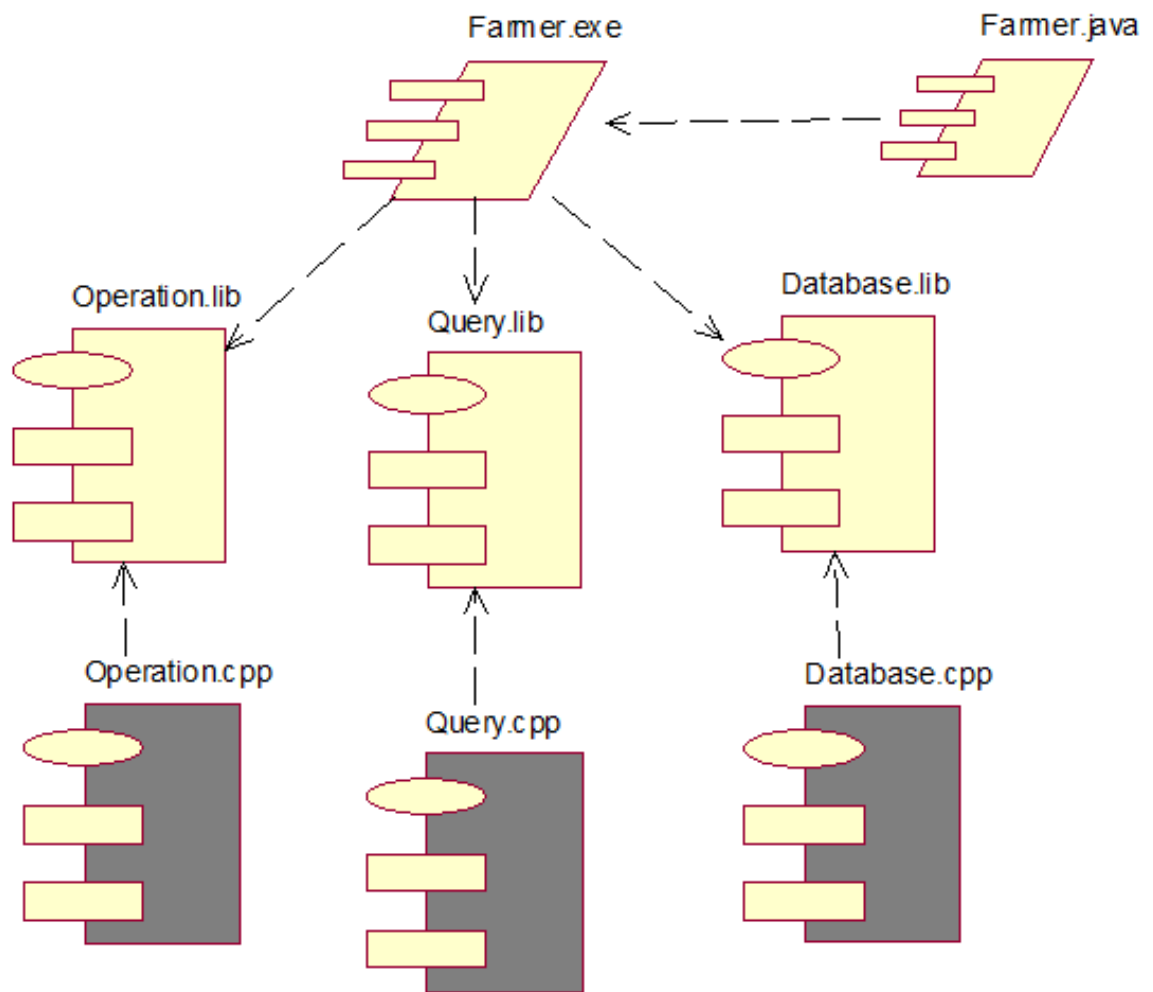 Farmer.exe
Farmer.java
Operation.lib
Query.lib
Database.lib
Operation.cpp
Query.cpp
Database.cpp